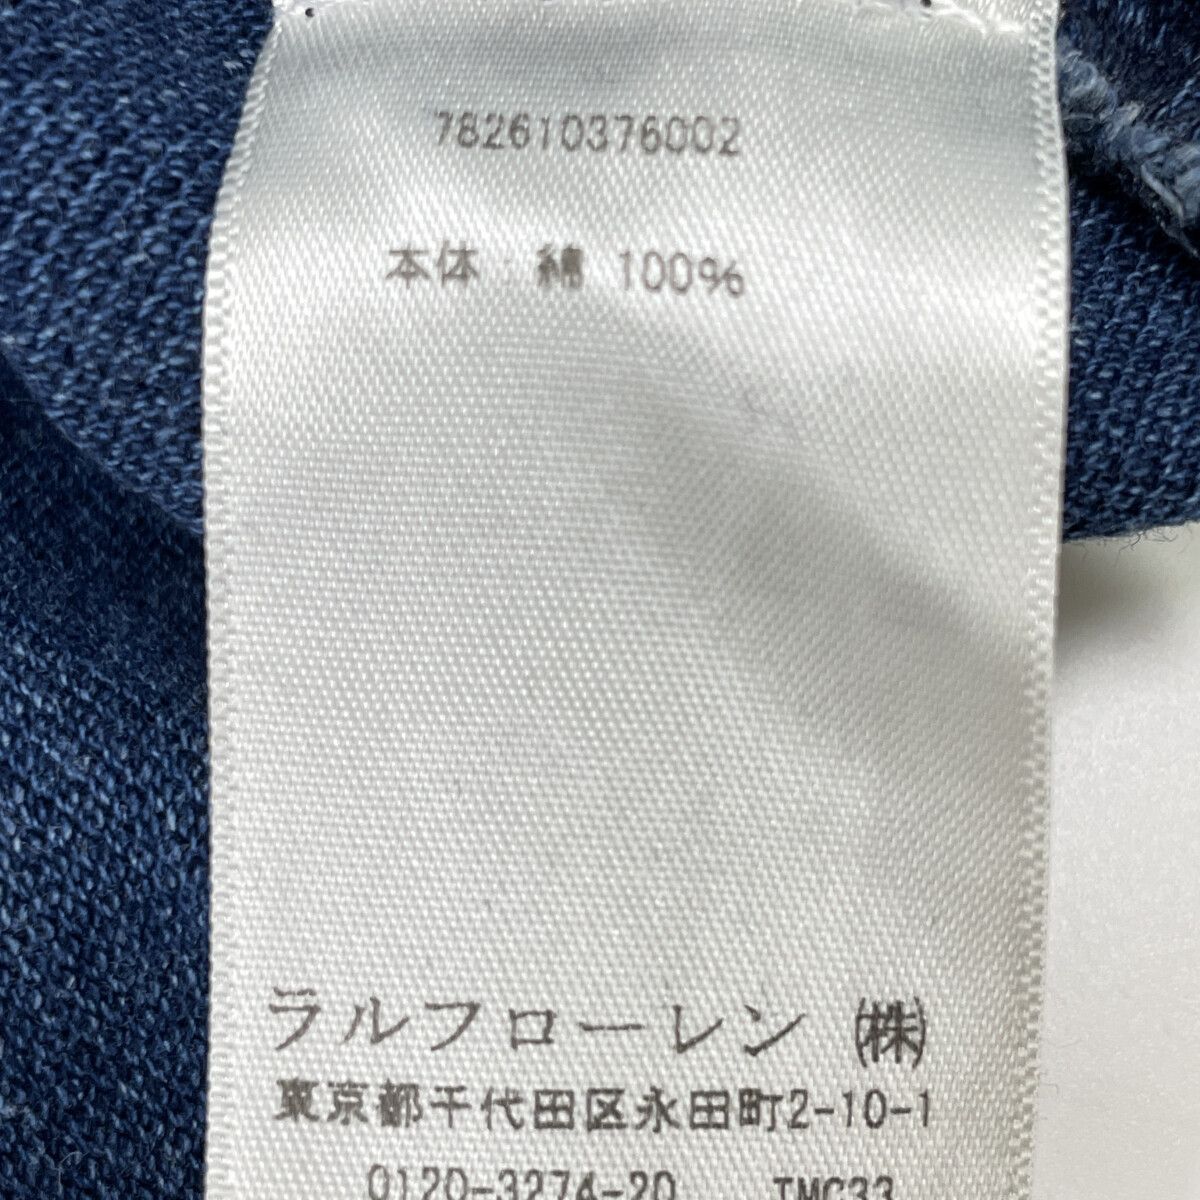 782610376002
本体:綿 100%
ラルフローレン ㈱
東京都千代田区永田町2-10-1
0120-3274-20 TMC33